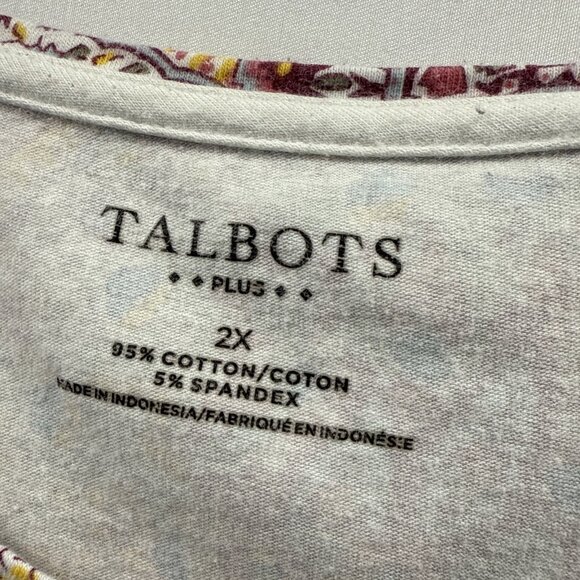 TALBOTS
PLUS
2X
95% COTTON/COTON
5% SPANDEX
MADE IN INDONESIA/FABRIQUÉ EN INDONÉSIE